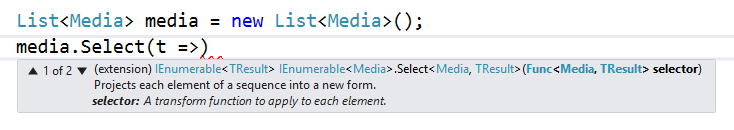 List<Media> media = new List<Media>();
media.Select(t =>)
▲ 1 of 2 ▼ (extension) IEnumerable<TResult> IEnumerable<Media>.Select<Media, TResult>(Func<Media, TResult> selector)
Projects each element of a sequence into a new form.
selector: A transform function to apply to each element.